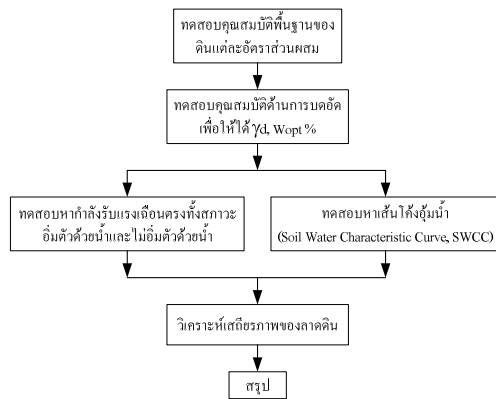 ทดสอบคุณสมบัติพื้นฐานของ
ดินแต่ละอัตราส่วนผสม
ทดสอบคุณสมบัติด้านการบดอัด
เพื่อให้ได้ γd, Wopt %
ทดสอบหากำลังรับแรงเฉือนตรงทั้งสภาวะ
อิ่มตัวด้วยน้ำและไม่อิ่มตัวด้วยน้ำ
ทดสอบหาเส้นโค้งอุ้มน้ำ
(Soil Water Characteristic Curve, SWCC)
วิเคราะห์เสถียรภาพของลาดดิน
สรุป